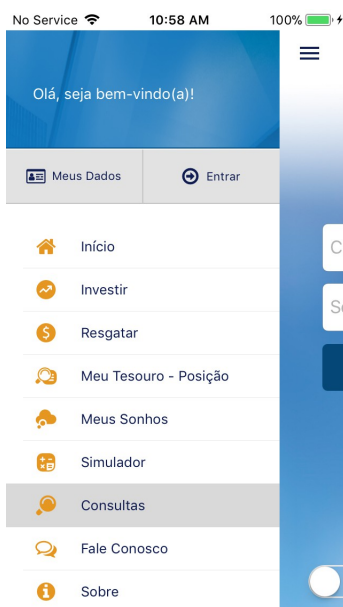 No Service 10:58 AM 100%
Olá, seja bem-vindo(a)!
Meus Dados Entrar
Início
Investir
Resgatar
Meu Tesouro - Posição
Meus Sonhos
Simulador
Consultas
Fale Conosco
Sobre